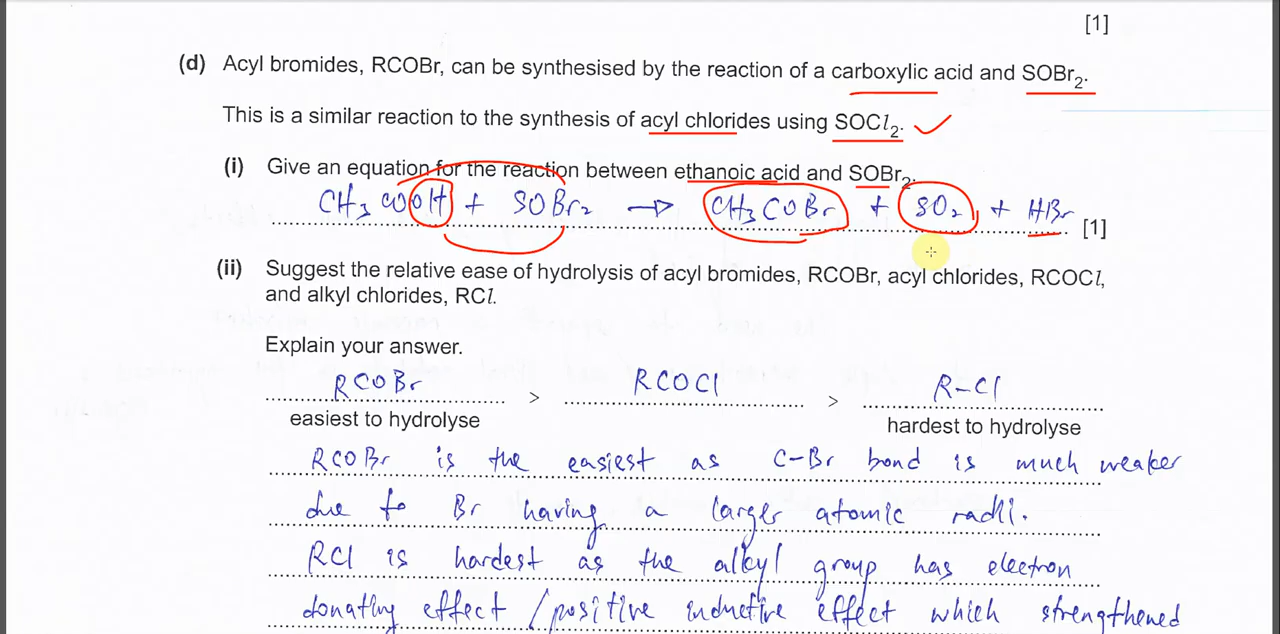 [1]
(d) Acyl bromides, RCOBr, can be synthesised by the reaction of a carboxylic acid and SOBr2.
This is a similar reaction to the synthesis of acyl chlorides using SOCl2.
(i) Give an equation for the reaction between ethanoic acid and SOBr2.
CH3COOH + SOBr2 → CH3COBr + SO2 + HBr
[1]
(ii) Suggest the relative ease of hydrolysis of acyl bromides, RCOBr, acyl chlorides, RCOCl,
and alkyl chlorides, RCl.
Explain your answer.
RCOBr > RCOCl > R-Cl
easiest to hydrolyse hardest to hydrolyse
RCOBr is the easiest as C-Br bond is much weaker
due to Br having a larger atomic radii.
RCl is hardest as the alkyl group has electron
donating effect / positive inductive effect which strengthened